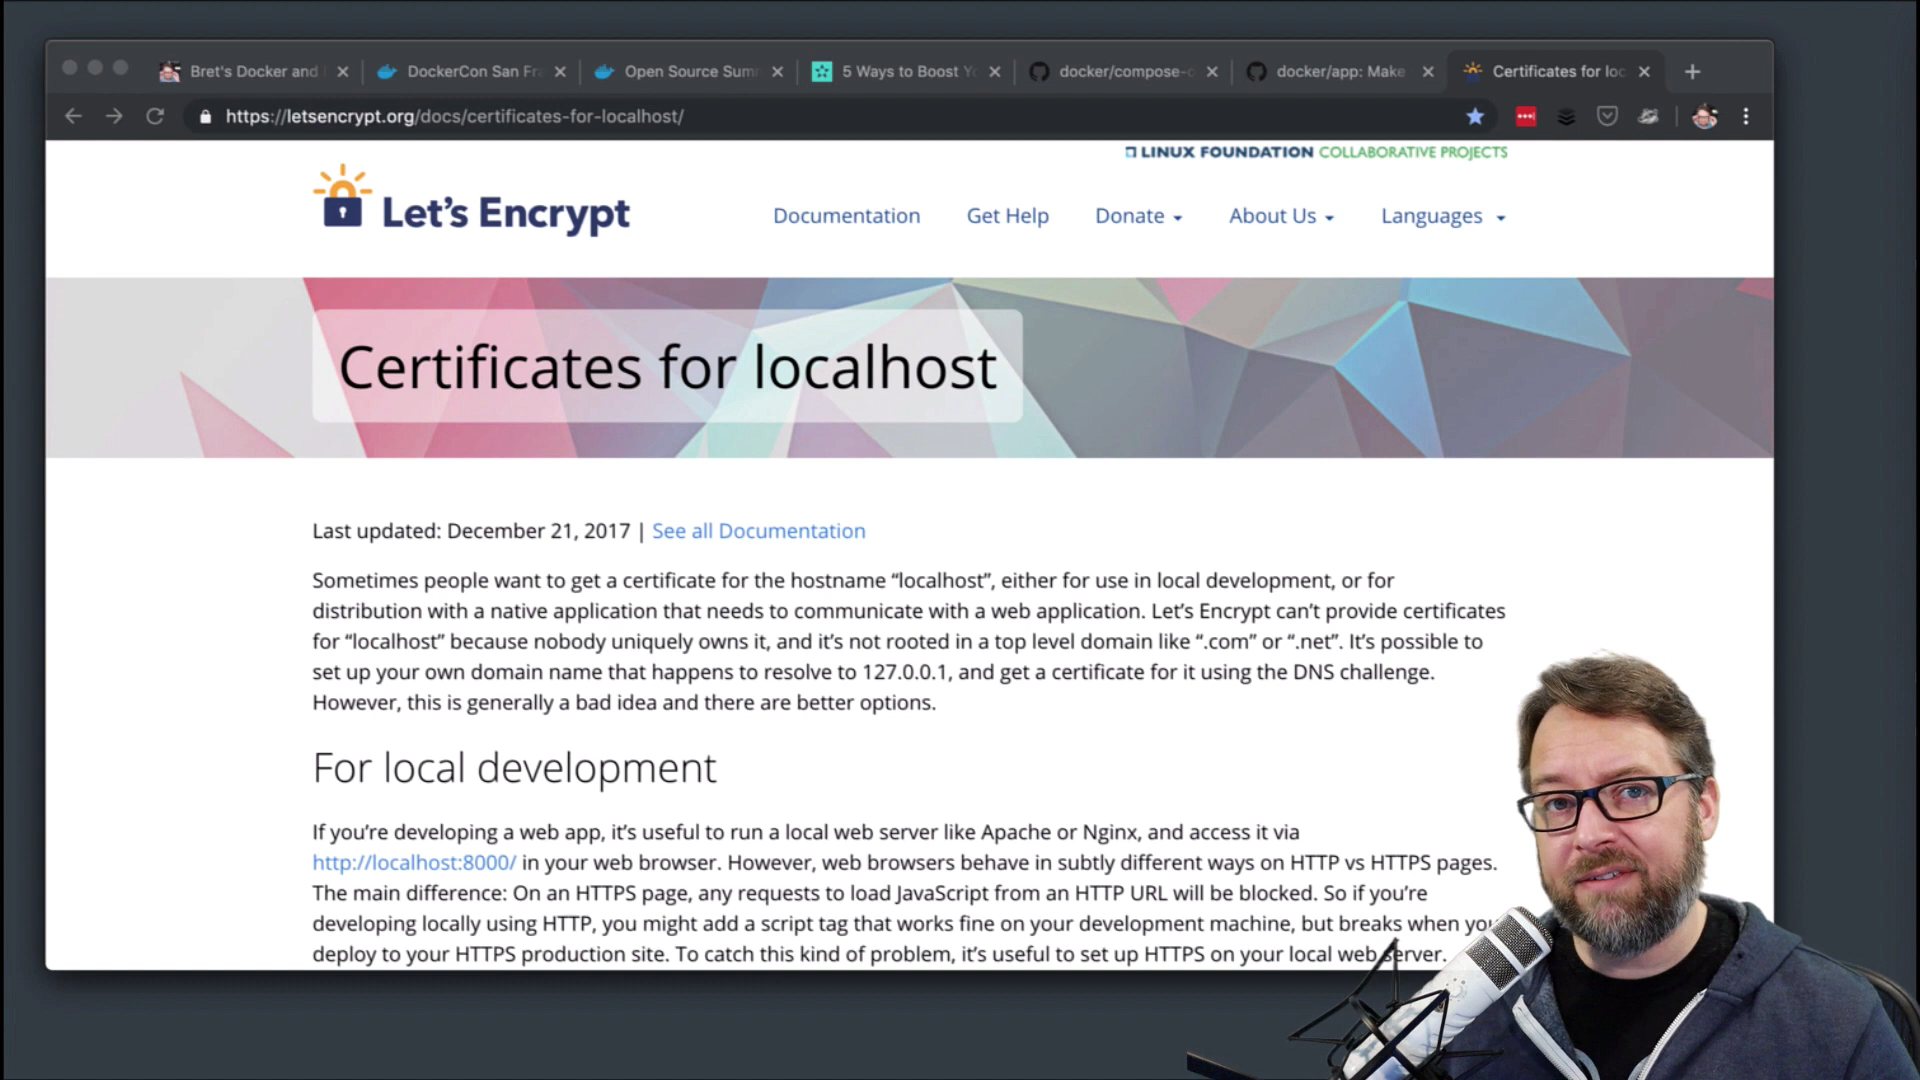 Bret's Docker and
DockerCon San Fra
Open Source Sum
5 Ways to Boost Yo
docker/compose-
docker/app: Make
Certificates for loc
https://letsencrypt.org/docs/certificates-for-localhost/
LINUX FOUNDATION COLLABORATIVE PROJECTS
Let's Encrypt
Documentation
Get Help
Donate
About Us
Languages
Certificates for localhost
Last updated: December 21, 2017 | See all Documentation
Sometimes people want to get a certificate for the hostname “localhost”, either for use in local development, or for
distribution with a native application that needs to communicate with a web application. Let’s Encrypt can’t provide certificates
for “localhost” because nobody uniquely owns it, and it’s not rooted in a top level domain like “.com” or “.net”. It’s possible to
set up your own domain name that happens to resolve to 127.0.0.1, and get a certificate for it using the DNS challenge.
However, this is generally a bad idea and there are better options.
For local development
If you’re developing a web app, it’s useful to run a local web server like Apache or Nginx, and access it via
http://localhost:8000/ in your web browser. However, web browsers behave in subtly different ways on HTTP vs HTTPS pages.
The main difference: On an HTTPS page, any requests to load JavaScript from an HTTP URL will be blocked. So if you’re
developing locally using HTTP, you might add a script tag that works fine on your development machine, but breaks when you
deploy to your HTTPS production site. To catch this kind of problem, it’s useful to set up HTTPS on your local web server.